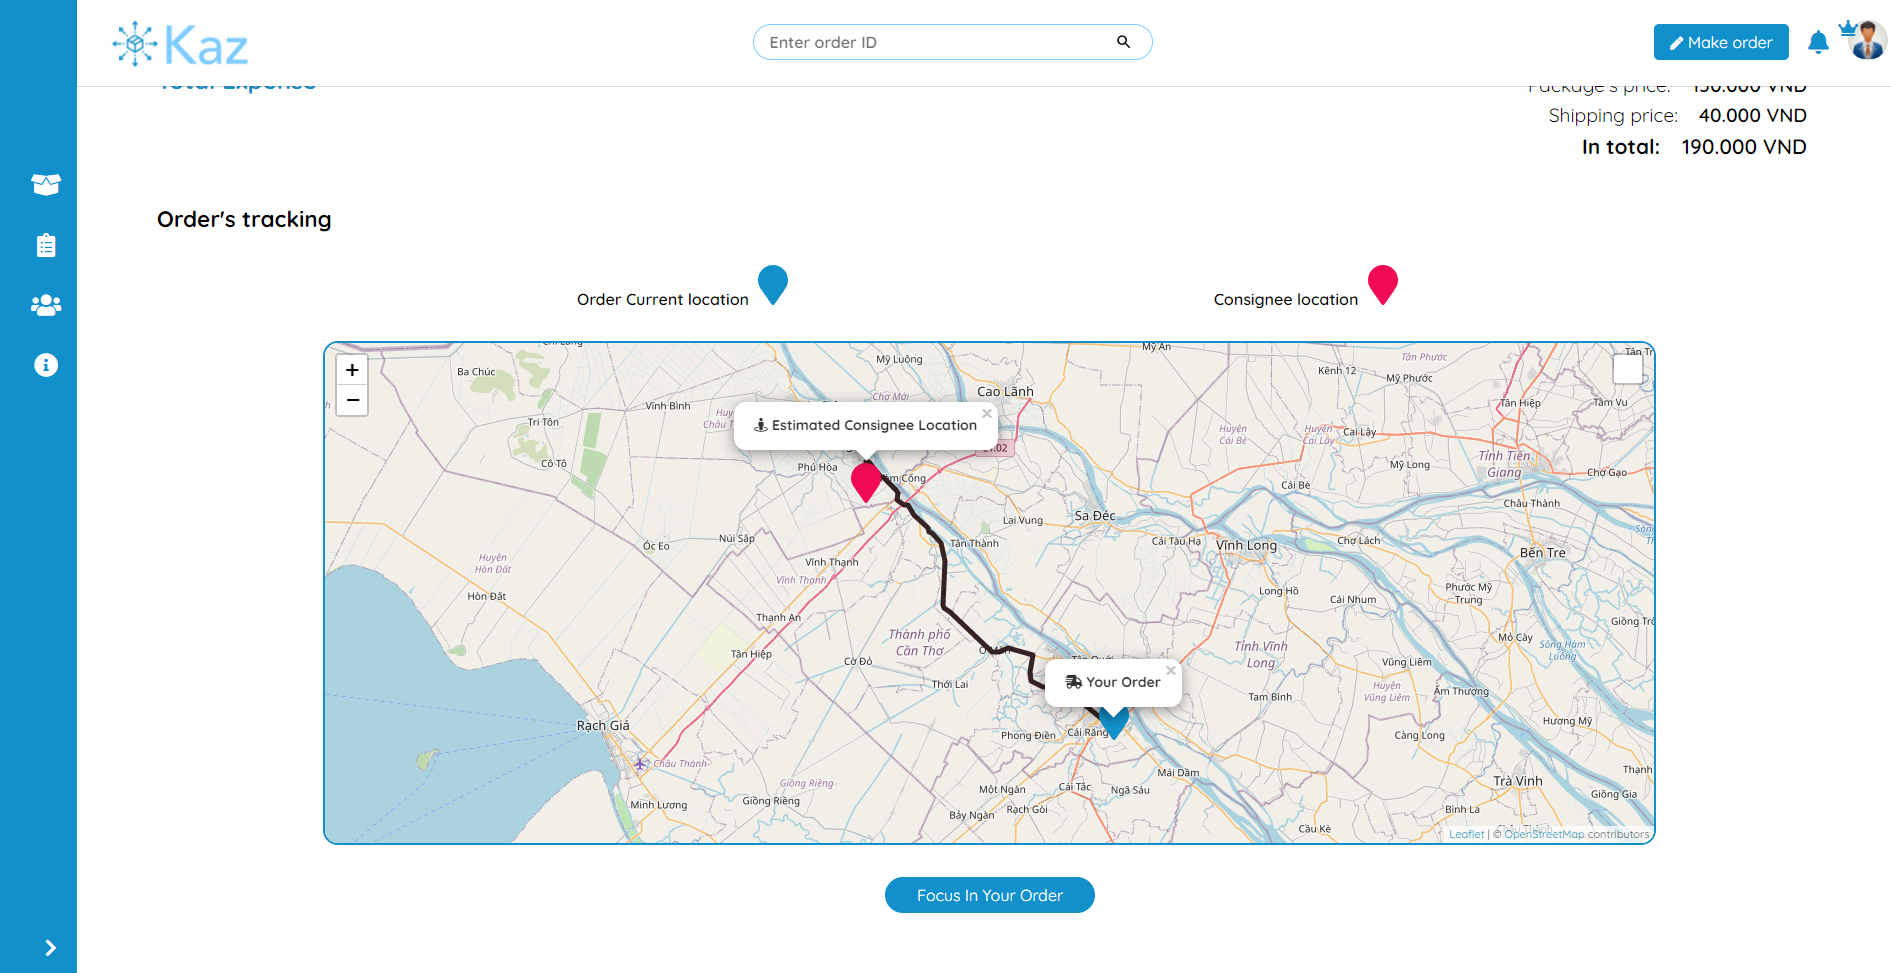 Kaz
Enter order ID
Make order
Total Expense
Package's price: 150.000 VND
Shipping price: 40.000 VND
In total: 190.000 VND
Order's tracking
Order Current location
Consignee location
+
−
Chi Lăng
Mỹ Luông
Mỹ An
Tân Phước
Ba Chúc
Kênh 12
Mỹ Phước
Cao Lãnh
Chợ Mới
Vĩnh Bình
Tân Hiệp
Tâm Vu
Tri Tôn
Estimated Consignee Location
×
Huyện Cái Bè
Huyện Cai Lậy
Cai Lậy
CT.02
Tỉnh Tiền Giang
Cô Tô
Phú Hòa
Mỹ Long
Chợ Gạo
Cái Bè
Châu Thành
Lai Vung
Sa Đéc
Óc Eo
Núi Sập
Tân Thành
Cái Tàu Hạ
Vĩnh Long
Chợ Lách
Bến Tre
Huyện Hòn Đất
Vĩnh Thạnh
Vĩnh Thạnh
Hòn Đất
Long Hồ
Cái Nhum
Phước Mỹ Trung
Thạnh An
Giồng Trô
Thành phố Cần Thơ
Mỏ Cày
Sông Hàm Luông
Tân Hiệp
Cờ Đỏ
Tỉnh Vĩnh Long
Vũng Liêm
Thới Lai
Your Order
×
Tam Bình
Huyện Vũng Liêm
Ấm Thượng
Rạch Giá
Phong Điền
Cái Răng
Càng Long
Hương Mỹ
Châu Thành
Mái Dầm
Giồng Riềng
Một Ngàn
Cái Tắc
Ngã Sáu
Trà Vinh
Thạnh
Minh Lương
Giồng Riềng
Rạch Gòi
Giồng Gia
Bảy Ngàn
Bình La
Cầu Kè
Châu Thành
Leaflet | © OpenStreetMap contributors
Focus In Your Order